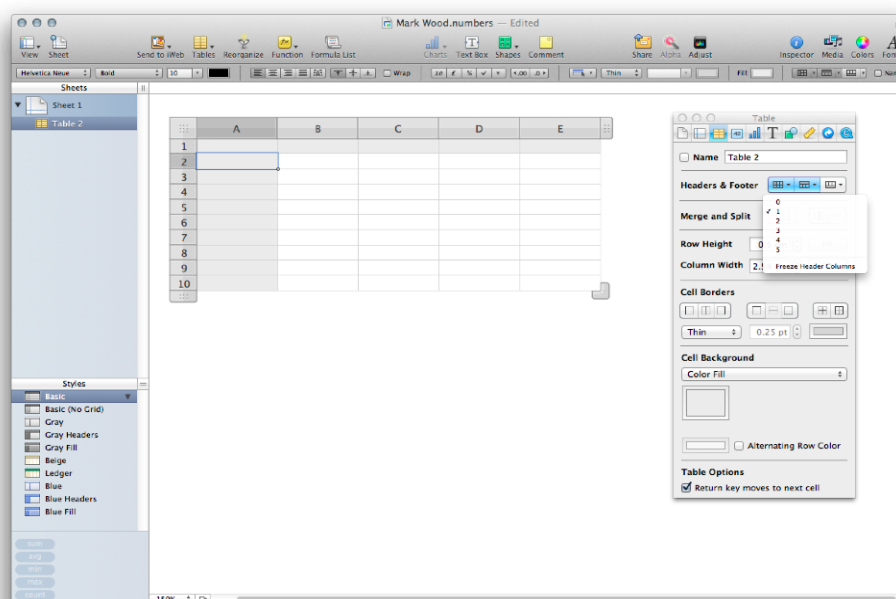 Mark Wood.numbers — Edited
View Sheet Send to iWeb Tables Reorganize Function Formula List Charts Text Box Shapes Comment Share Alpha Adjust Inspector Media Colors
Helvetica Neue Bold 10 Wrap Thin Fill
Sheets
Sheet 1
Table 2
A B C D E
1
2
3
4
5
6
7
8
9
10
Styles
Basic
Basic (No Grid)
Gray
Gray Headers
Gray Fill
Beige
Ledger
Blue
Blue Headers
Blue Fill
sum
avg
min
max
count
Table
Name Table 2
Headers & Footer
0
✓ 1
2
3
4
5
Freeze Header Columns
Merge and Split
Row Height
Column Width
Cell Borders
Thin 0.25 pt
Cell Background
Color Fill
Alternating Row Color
Table Options
Return key moves to next cell